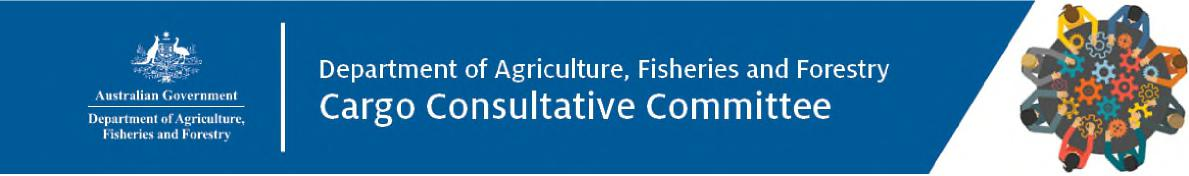 Australian Government
Department of Agriculture,
Fisheries and Forestry
Department of Agriculture, Fisheries and Forestry
Cargo Consultative Committee